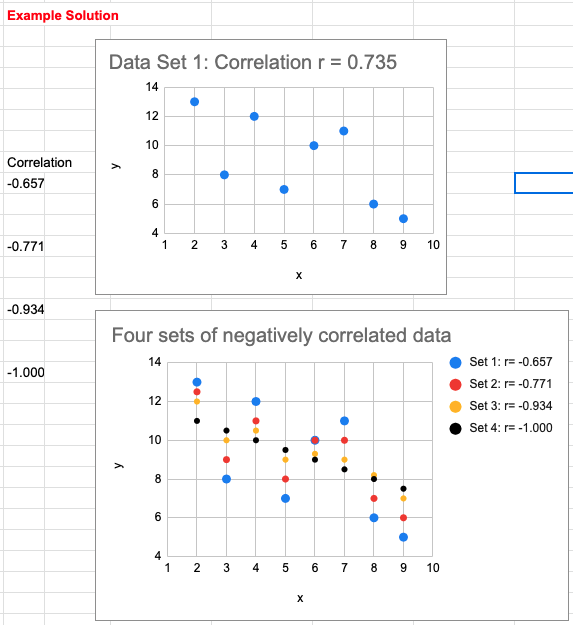 Example Solution
Data Set 1: Correlation r = 0.735
14
12
10
8
6
4
y
1 2 3 4 5 6 7 8 9 10
x
Correlation
-0.657
-0.771
-0.934
-1.000
Four sets of negatively correlated data
14
12
10
8
6
4
y
1 2 3 4 5 6 7 8 9 10
x
Set 1: r= -0.657
Set 2: r= -0.771
Set 3: r= -0.934
Set 4: r= -1.000